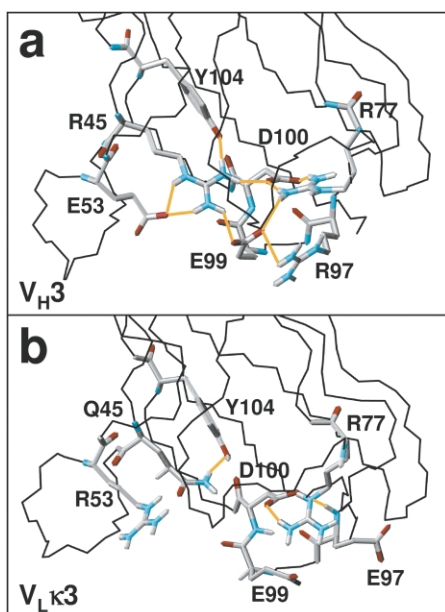 a
Y104
R77
R45
D100
E53
E99
R97
VH3
b
Q45
Y104
R77
R53
D100
E99
E97
VLκ3